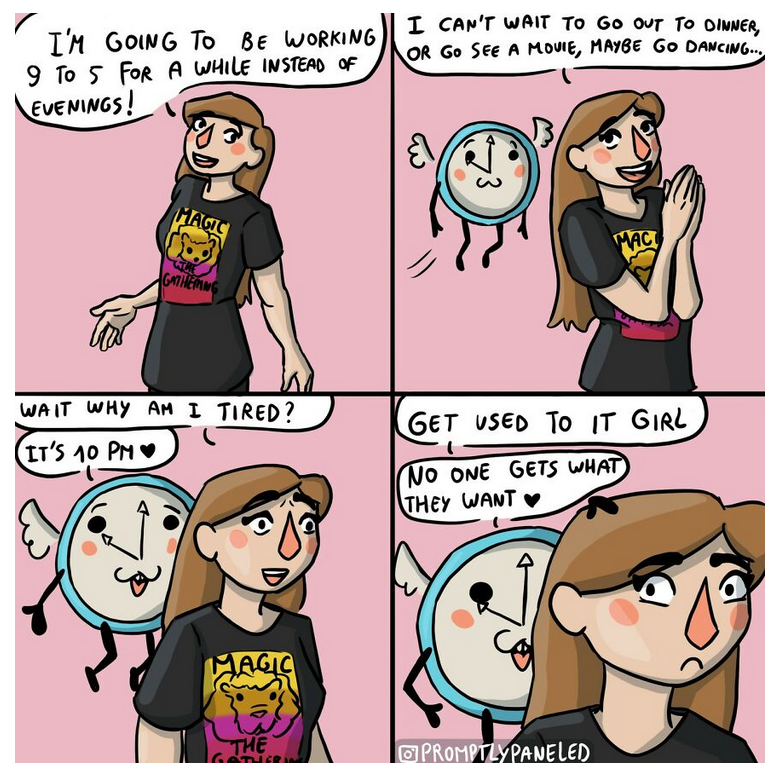 I'M GOING TO BE WORKING
9 TO 5 FOR A WHILE INSTEAD OF
EVENINGS!
MAGIC
THE
GATHERING
I CAN'T WAIT TO GO OUT TO DINNER,
OR GO SEE A MOVIE, MAYBE GO DANCING...
MAGI
WAIT WHY AM I TIRED?
IT'S 10 PM ♥
MAGIC
THE
GATHERING
GET USED TO IT GIRL
NO ONE GETS WHAT
THEY WANT ♥
PROMPTLYPANELED